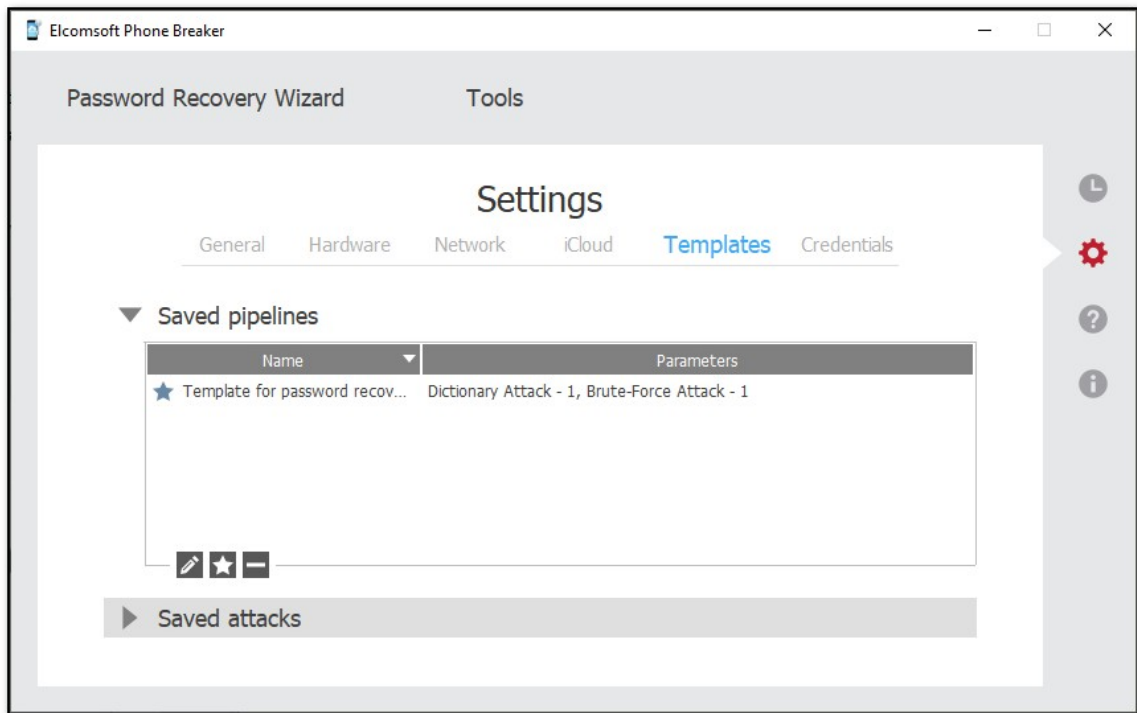 Elcomsoft Phone Breaker
Password Recovery Wizard Tools
Settings
General Hardware Network iCloud Templates Credentials
Saved pipelines
Name Parameters
Template for password recov... Dictionary Attack - 1, Brute-Force Attack - 1
Saved attacks